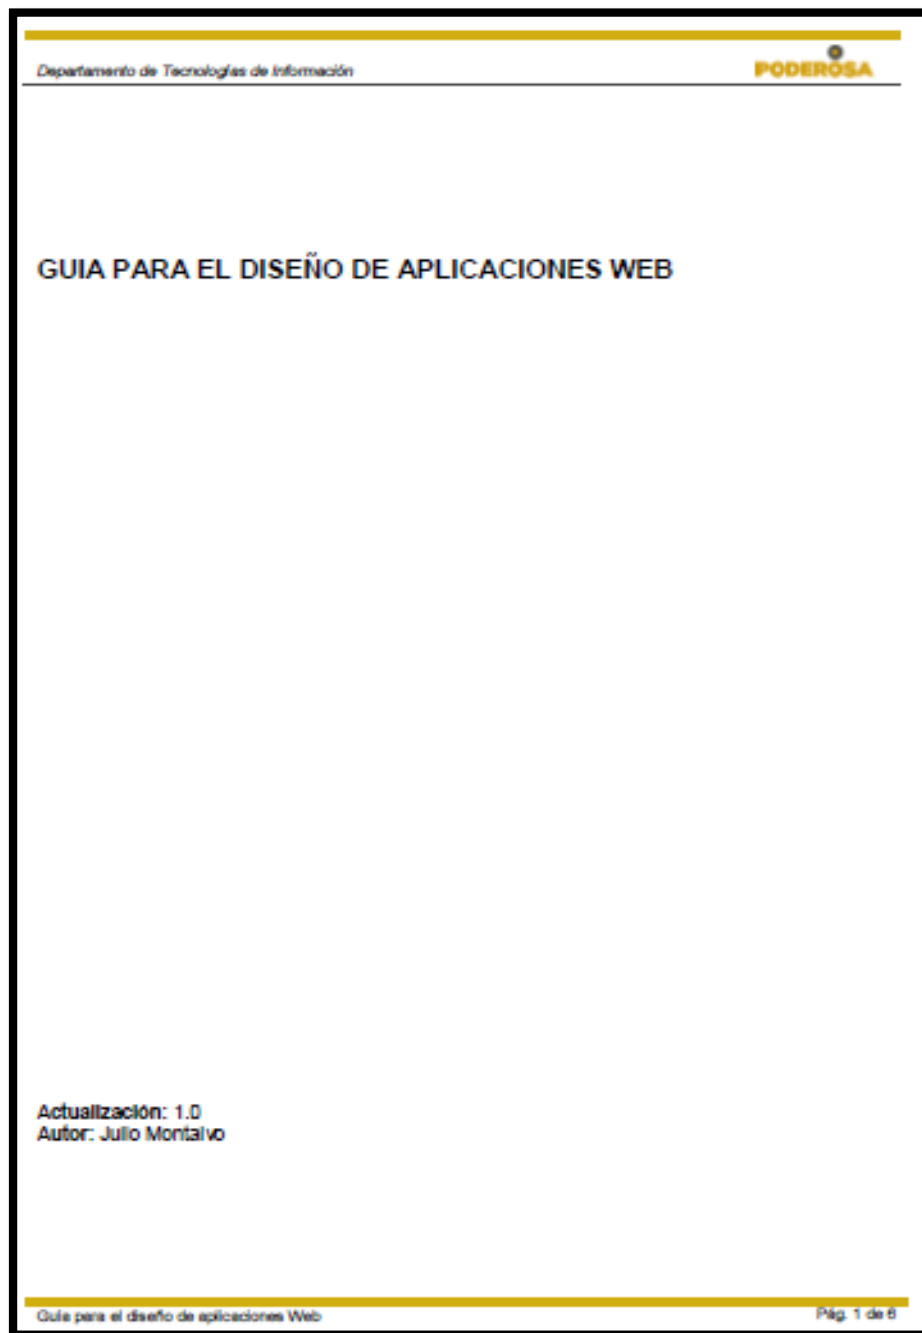 Departamento de Tecnologías de Información
PODEROSA
GUIA PARA EL DISEÑO DE APLICACIONES WEB
Actualización: 1.0
Autor: Julio Montalvo
Guía para el diseño de aplicaciones Web
Pág. 1 de 6